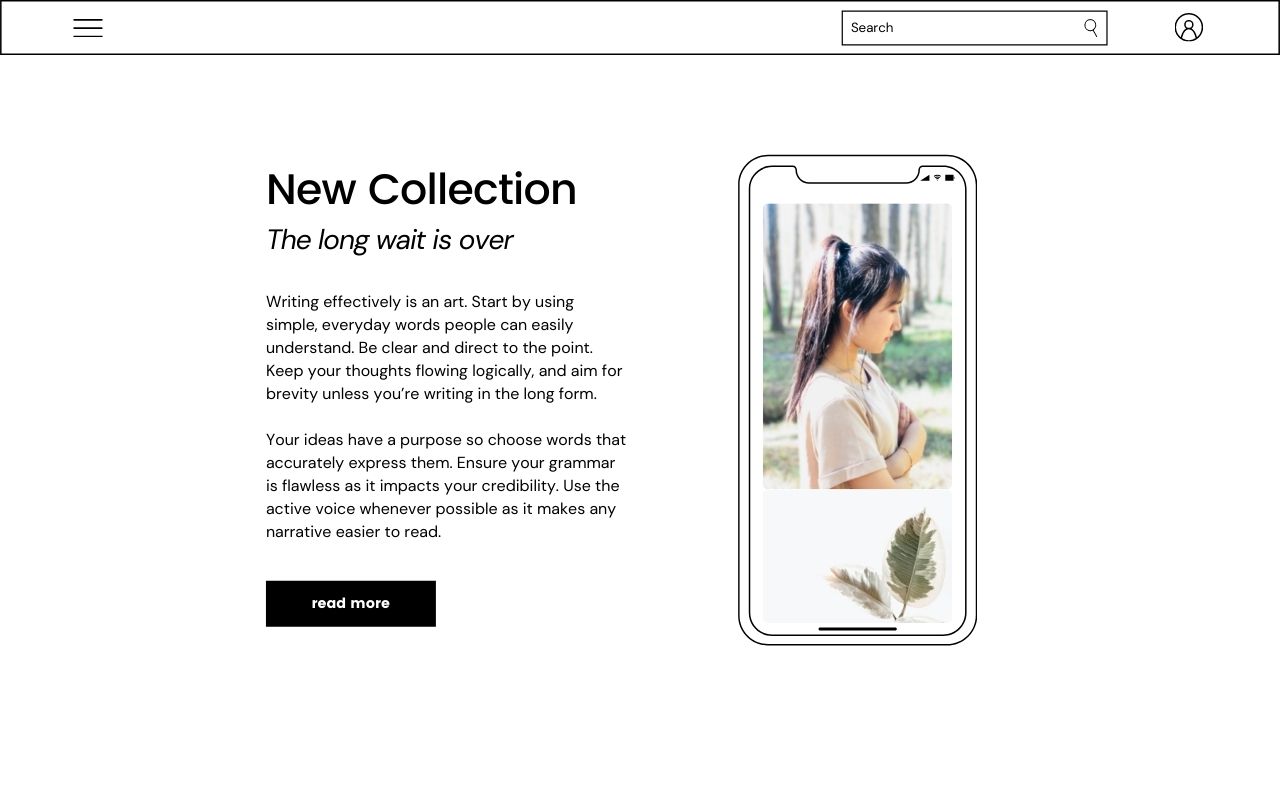 Search
New Collection
The long wait is over
Writing effectively is an art. Start by using
simple, everyday words people can easily
understand. Be clear and direct to the point.
Keep your thoughts flowing logically, and aim for
brevity unless you’re writing in the long form.
Your ideas have a purpose so choose words that
accurately express them. Ensure your grammar
is flawless as it impacts your credibility. Use the
active voice whenever possible as it makes any
narrative easier to read.
read more